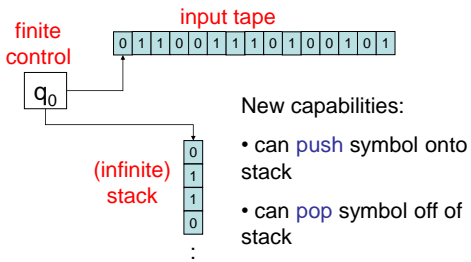 input tape
finite
control
0 1 1 0 0 1 1 1 0 1 0 0 1 0 1
q0
New capabilities:
• can push symbol onto
stack
(infinite)
stack
0
1
1
0
:
• can pop symbol off of
stack